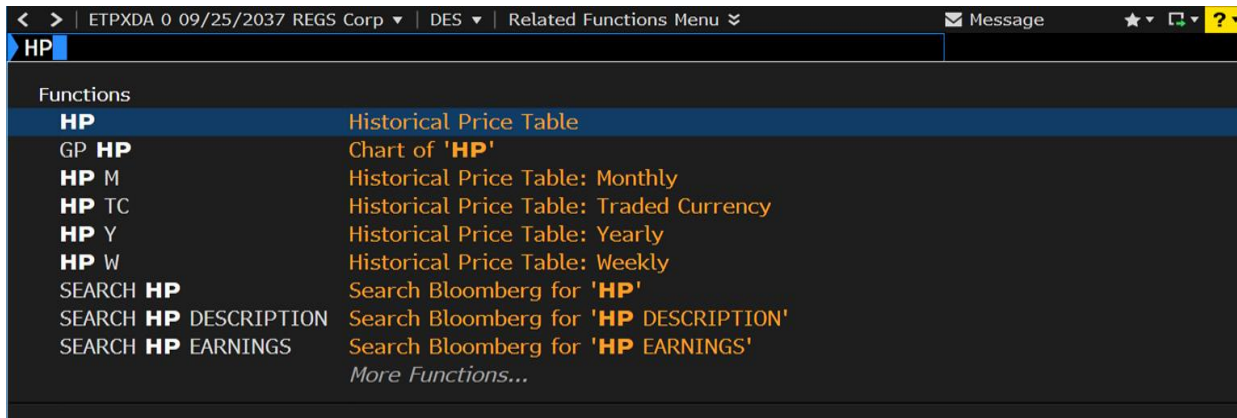 < > ETPXDA 0 09/25/2037 REGS Corp ▾ | DES ▾ | Related Functions Menu Message ?
HP
Functions
HP Historical Price Table
GP HP Chart of 'HP'
HP M Historical Price Table: Monthly
HP TC Historical Price Table: Traded Currency
HP Y Historical Price Table: Yearly
HP W Historical Price Table: Weekly
SEARCH HP Search Bloomberg for 'HP'
SEARCH HP DESCRIPTION Search Bloomberg for 'HP DESCRIPTION'
SEARCH HP EARNINGS Search Bloomberg for 'HP EARNINGS'
More Functions...